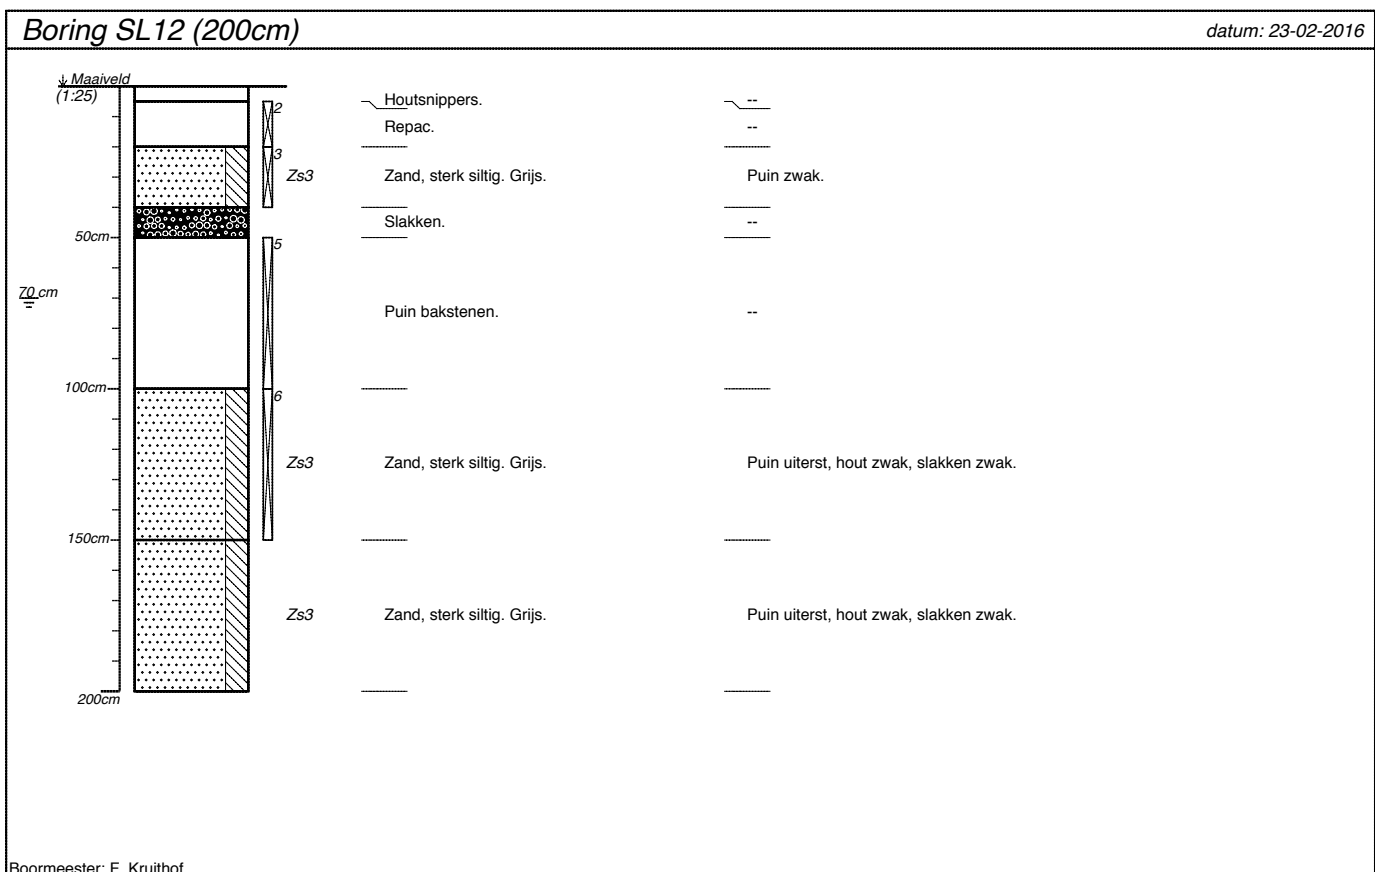 Boring SL12 (200cm) datum: 23-02-2016
Maaiveld
(1:25)
2 Houtsnippers. --
Repac. --
3
Zs3 Zand, sterk siltig. Grijs. Puin zwak.
Slakken. --
50cm
5
70 cm
Puin bakstenen. --
100cm
6
Zs3 Zand, sterk siltig. Grijs. Puin uiterst, hout zwak, slakken zwak.
150cm
Zs3 Zand, sterk siltig. Grijs. Puin uiterst, hout zwak, slakken zwak.
200cm
Boormeester: F. Kruithof